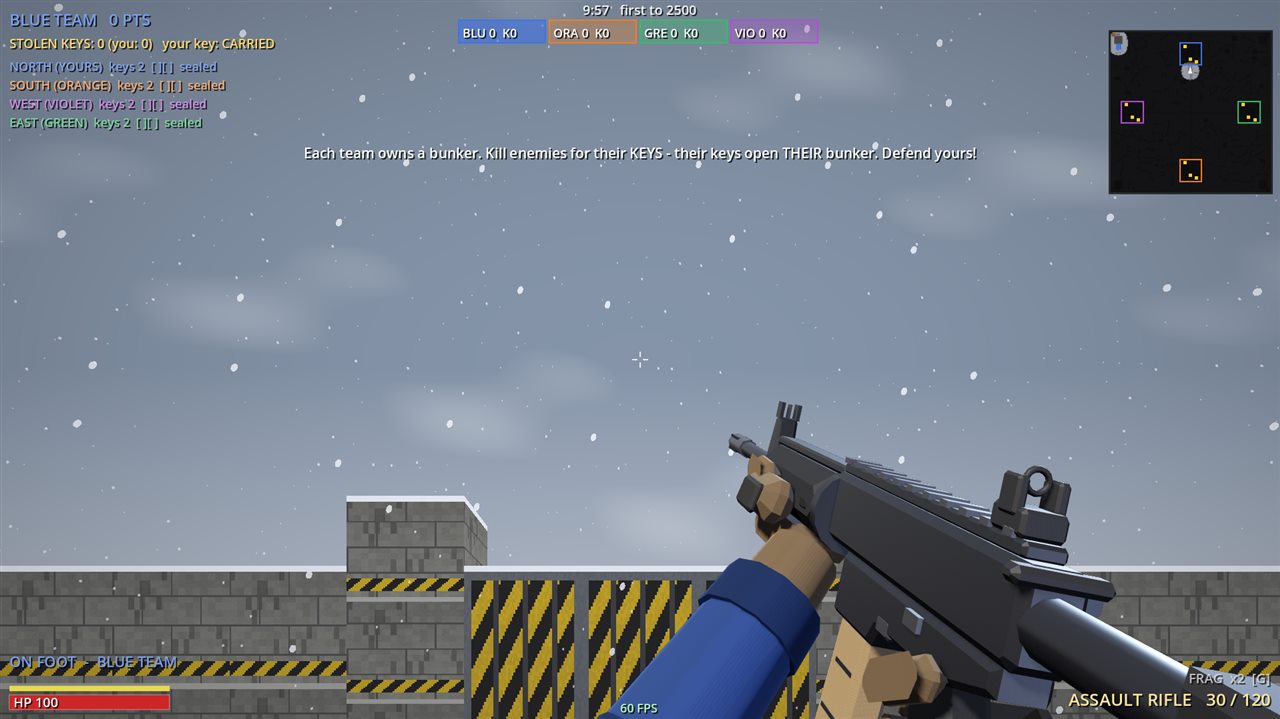 BLUE TEAM 0 PTS
STOLEN KEYS: 0 (you: 0) your key: CARRIED
NORTH (YOURS) keys 2 [ ][ ] sealed
SOUTH (ORANGE) keys 2 [ ][ ] sealed
WEST (VIOLET) keys 2 [ ][ ] sealed
EAST (GREEN) keys 2 [ ][ ] sealed
9:57 first to 2500
BLU 0 K0 ORA 0 K0 GRE 0 K0 VIO 0 K0
Each team owns a bunker. Kill enemies for their KEYS - their keys open THEIR bunker. Defend yours!
ON FOOT - BLUE TEAM
HP 100
60 FPS
FRAG x2 [G]
ASSAULT RIFLE 30 / 120